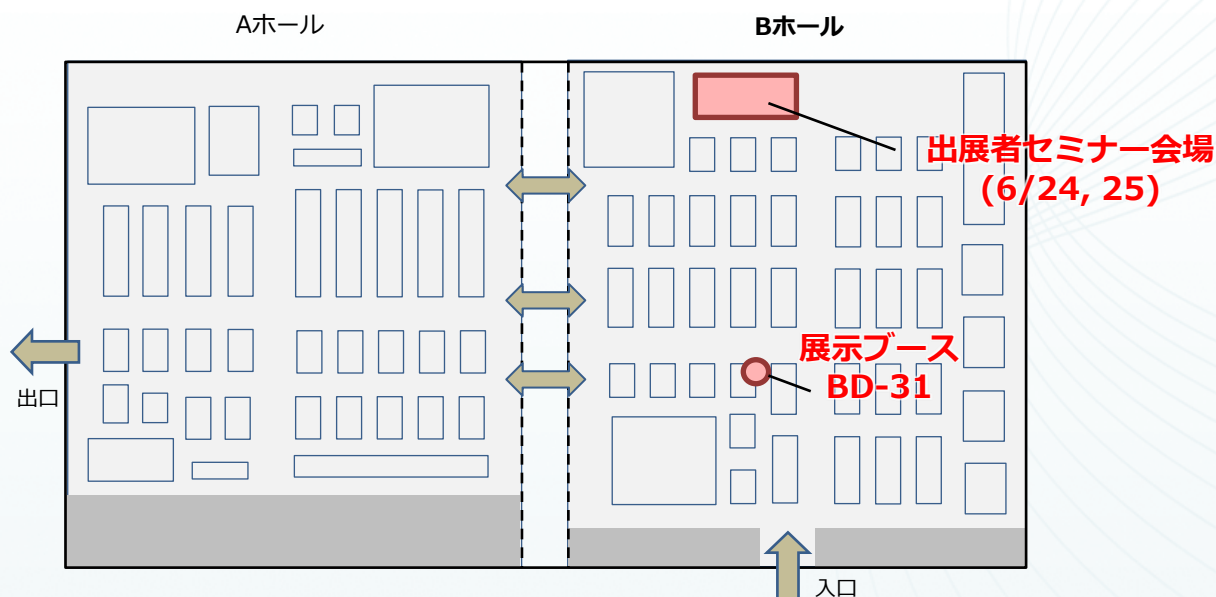 Aホール
Bホール
出展者セミナー会場
(6/24, 25)
展示ブース
BD-31
出口
入口